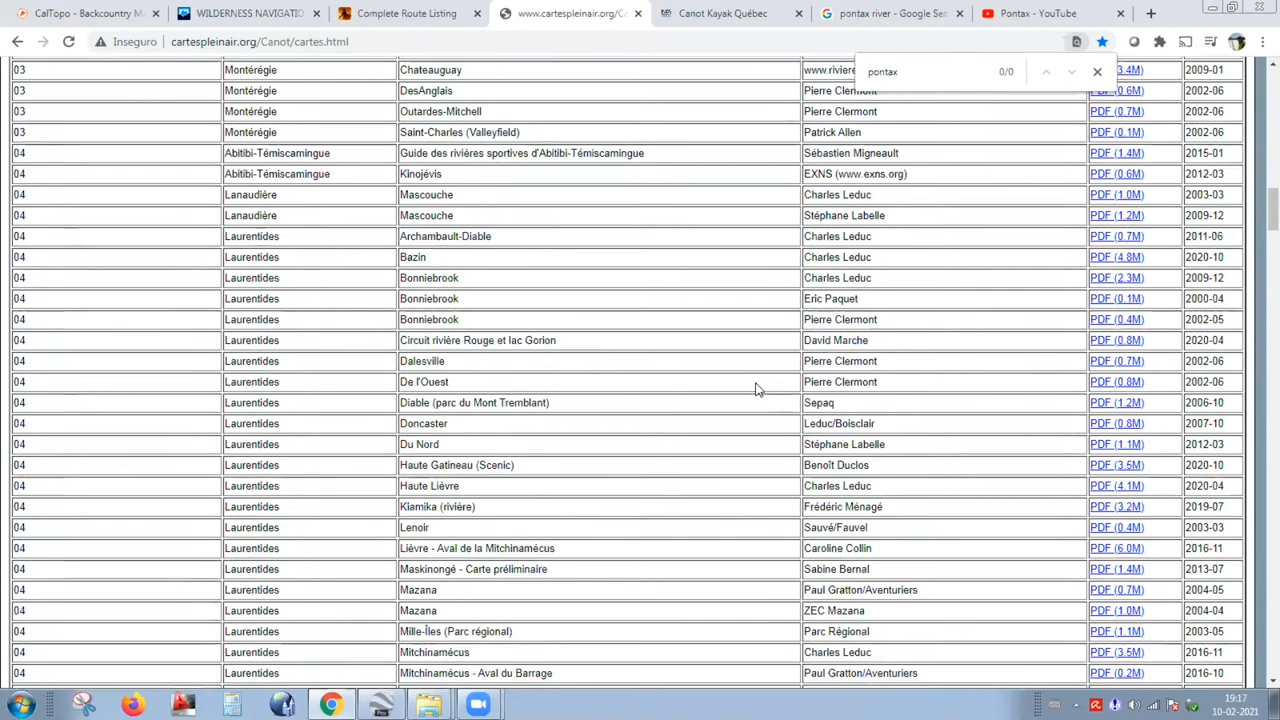 CalTopo - Backcountry M
WILDERNESS NAVIGATIO
Complete Route Listing
www.cartespleinair.org/C
Canot Kayak Québec
pontax river - Google Sea
Pontax - YouTube
Inseguro cartespleinair.org/Canot/cartes.html
pontax 0/0
03 Montérégie Chateauguay www.riviere 3.4M) 2009-01
03 Montérégie DesAnglais Pierre Clermont PDF (0.6M) 2002-06
03 Montérégie Outardes-Mitchell Pierre Clermont PDF (0.7M) 2002-06
03 Montérégie Saint-Charles (Valleyfield) Patrick Allen PDF (0.1M) 2002-06
04 Abitibi-Témiscamingue Guide des rivières sportives d'Abitibi-Témiscamingue Sébastien Migneault PDF (1.4M) 2015-01
04 Abitibi-Témiscamingue Kinojévis EXNS (www.exns.org) PDF (0.6M) 2012-03
04 Lanaudière Mascouche Charles Leduc PDF (1.0M) 2003-03
04 Lanaudière Mascouche Stéphane Labelle PDF (1.2M) 2009-12
04 Laurentides Archambault-Diable Charles Leduc PDF (0.7M) 2011-06
04 Laurentides Bazin Charles Leduc PDF (4.8M) 2020-10
04 Laurentides Bonniebrook Charles Leduc PDF (2.3M) 2009-12
04 Laurentides Bonniebrook Eric Paquet PDF (0.1M) 2000-04
04 Laurentides Bonniebrook Pierre Clermont PDF (0.4M) 2002-05
04 Laurentides Circuit rivière Rouge et lac Gorion David Marche PDF (0.8M) 2020-04
04 Laurentides Dalesville Pierre Clermont PDF (0.7M) 2002-06
04 Laurentides De l'Ouest Pierre Clermont PDF (0.8M) 2002-06
04 Laurentides Diable (parc du Mont Tremblant) Sepaq PDF (1.2M) 2006-10
04 Laurentides Doncaster Leduc/Boisclair PDF (0.8M) 2007-10
04 Laurentides Du Nord Stéphane Labelle PDF (1.1M) 2012-03
04 Laurentides Haute Gatineau (Scenic) Benoît Duclos PDF (3.5M) 2020-10
04 Laurentides Haute Lièvre Charles Leduc PDF (4.1M) 2020-04
04 Laurentides Kiamika (rivière) Frédéric Ménagé PDF (3.2M) 2019-07
04 Laurentides Lenoir Sauvé/Fauvel PDF (0.4M) 2003-03
04 Laurentides Lièvre - Aval de la Mitchinamécus Caroline Collin PDF (6.0M) 2016-11
04 Laurentides Maskinongé - Carte préliminaire Sabine Bernal PDF (1.4M) 2013-07
04 Laurentides Mazana Paul Gratton/Aventuriers PDF (0.7M) 2004-05
04 Laurentides Mazana ZEC Mazana PDF (1.0M) 2004-04
04 Laurentides Mille-Îles (Parc régional) Parc Régional PDF (1.1M) 2003-05
04 Laurentides Mitchinamécus Charles Leduc PDF (3.5M) 2016-11
04 Laurentides Mitchinamécus - Aval du Barrage Paul Gratton/Aventuriers PDF (0.2M) 2016-10
19:17
10-02-2021